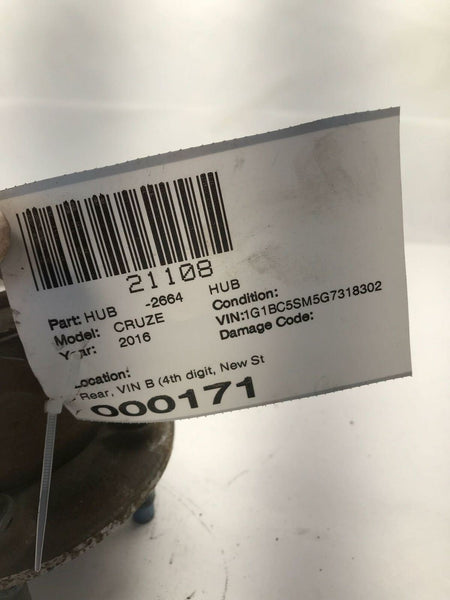 21108
Part: HUB -2664 HUB
Model: CRUZE Condition:
Year: 2016 VIN:1G1BC5SM5G7318302
Damage Code:
Location:
Rear, VIN B (4th digit, New St
000171